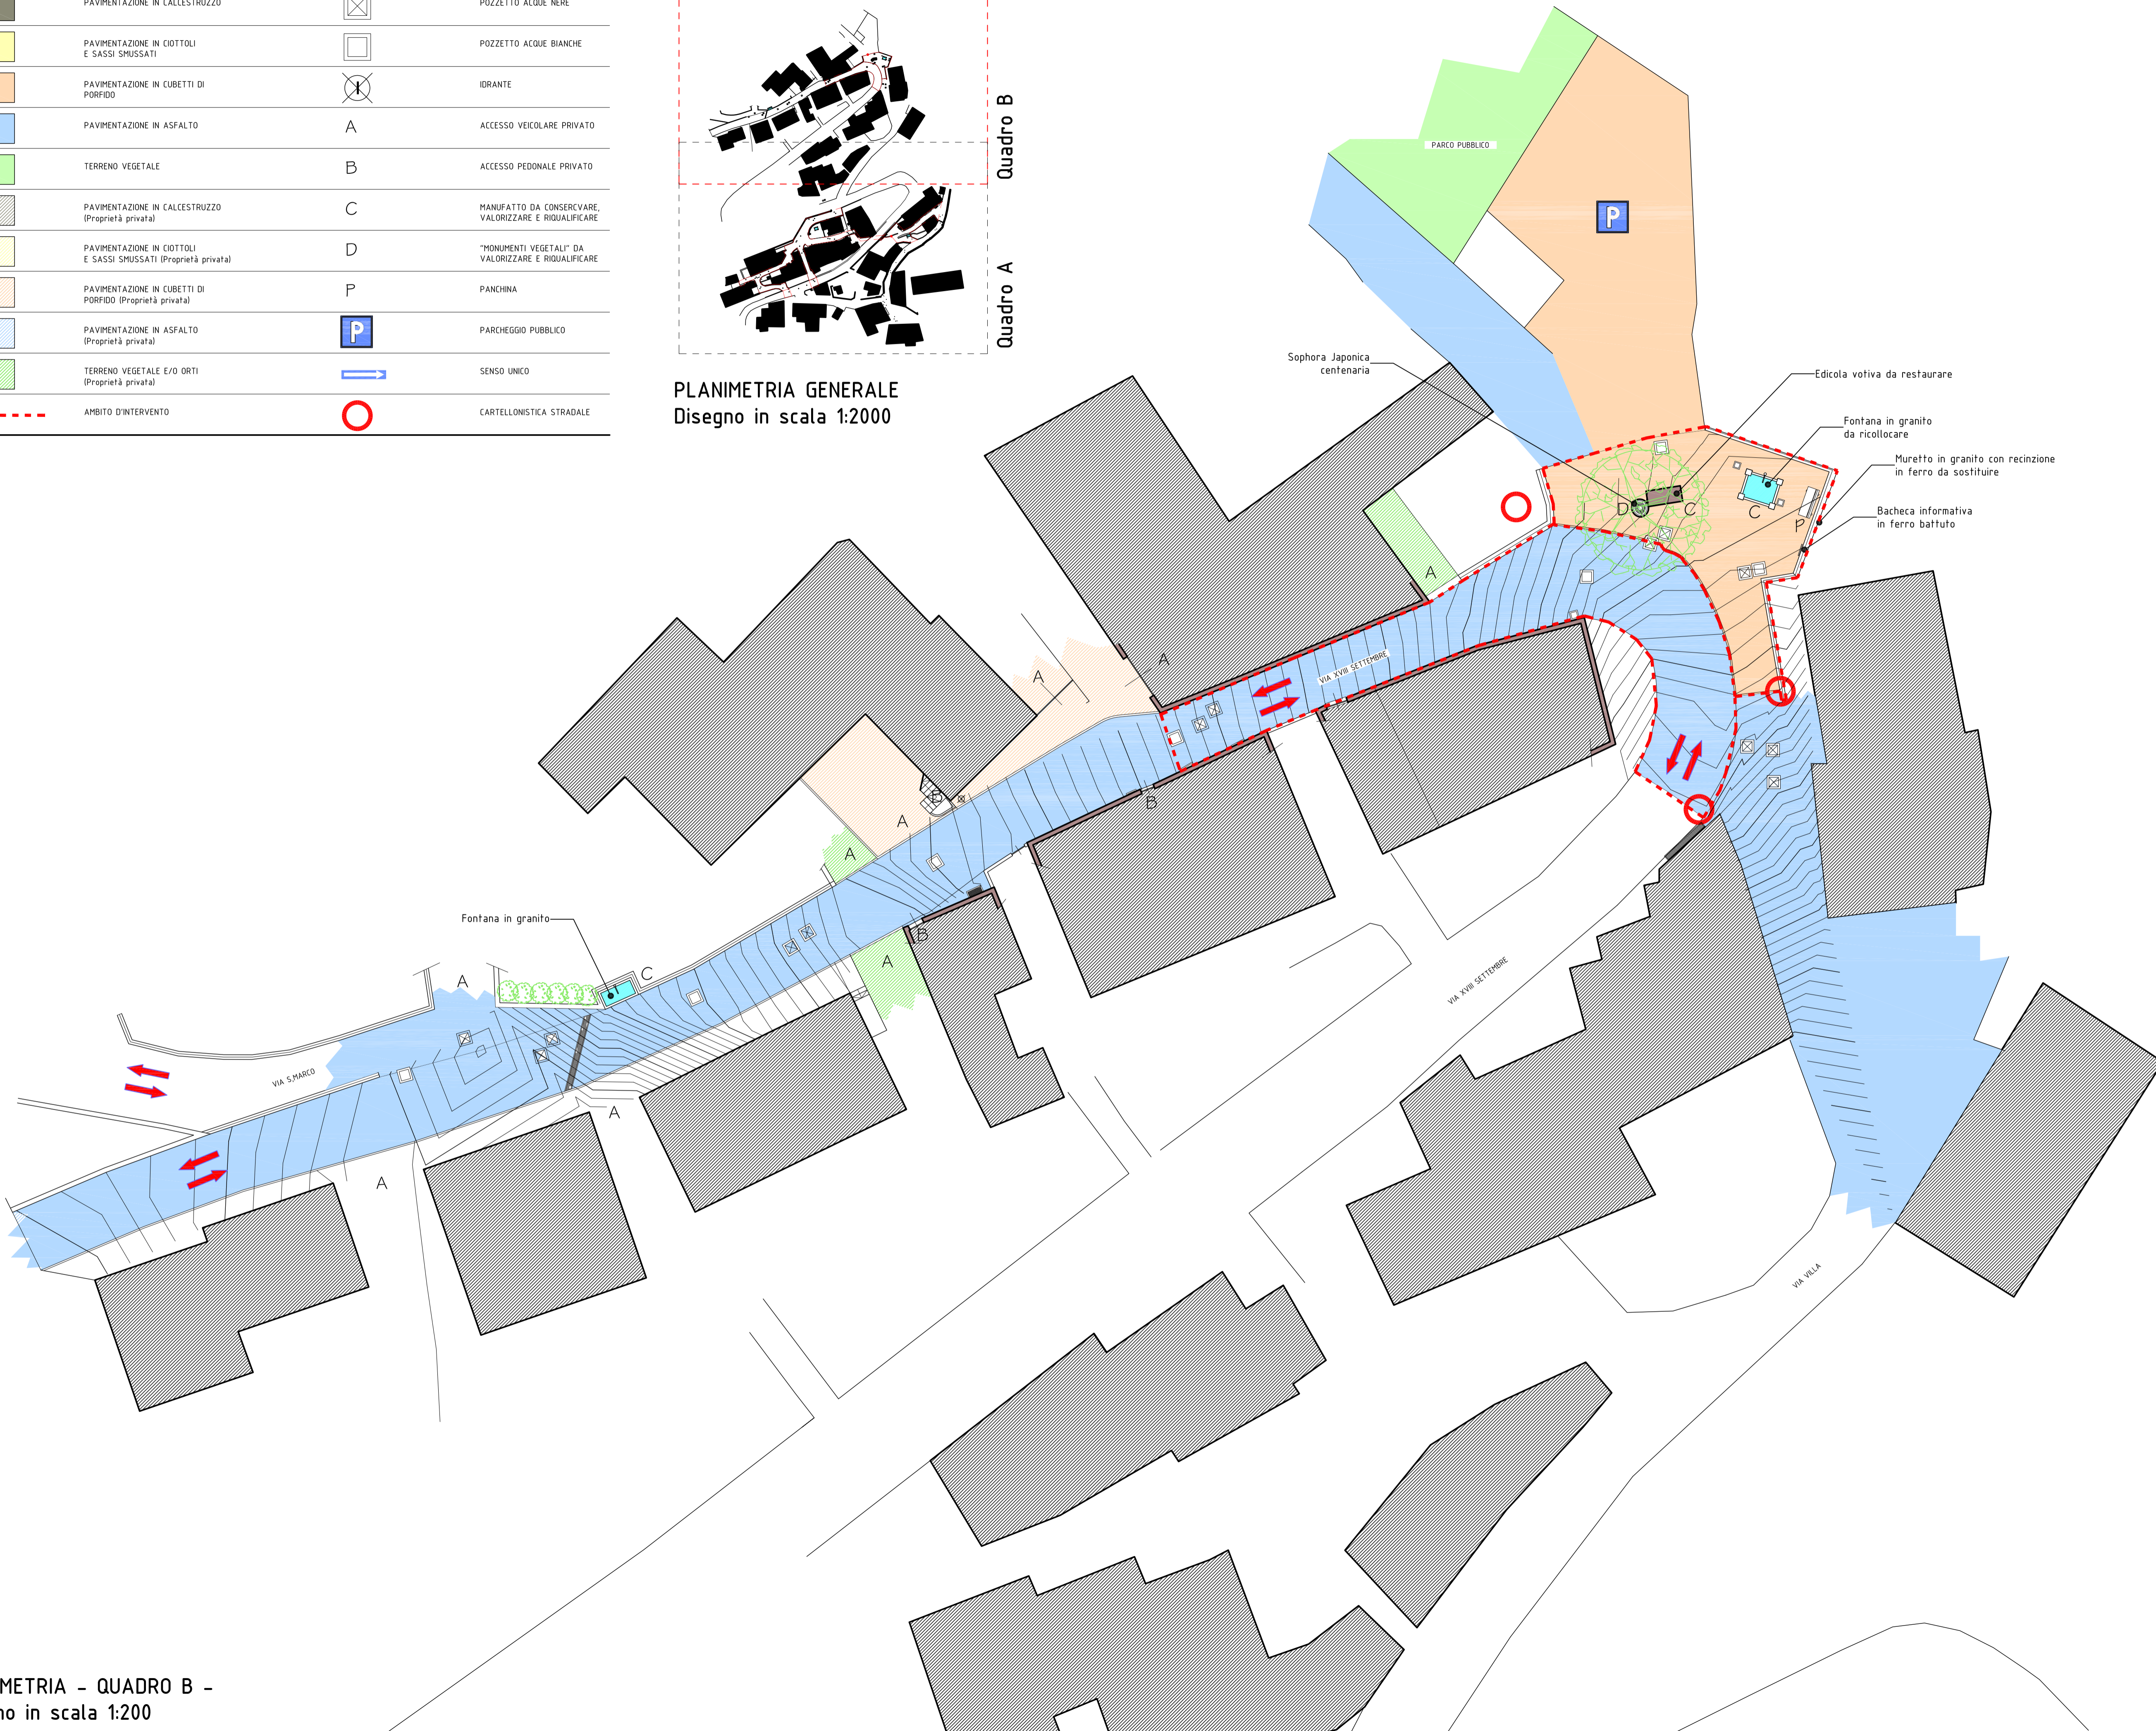 PAVIMENTAZIONE IN CALCESTRUZZO
POZZETTO ACQUE NERE
PAVIMENTAZIONE IN CIOTTOLI
E SASSI SMUSSATI
POZZETTO ACQUE BIANCHE
PAVIMENTAZIONE IN CUBETTI DI
PORFIDO
IDRANTE
PAVIMENTAZIONE IN ASFALTO
A
ACCESSO VEICOLARE PRIVATO
TERRENO VEGETALE
B
ACCESSO PEDONALE PRIVATO
PAVIMENTAZIONE IN CALCESTRUZZO
(Proprietà privata)
C
MANUFATTO DA CONSERCVARE,
VALORIZZARE E RIQUALIFICARE
PAVIMENTAZIONE IN CIOTTOLI
E SASSI SMUSSATI (Proprietà privata)
D
"MONUMENTI VEGETALI" DA
VALORIZZARE E RIQUALIFICARE
PAVIMENTAZIONE IN CUBETTI DI
PORFIDO (Proprietà privata)
P
PANCHINA
PAVIMENTAZIONE IN ASFALTO
(Proprietà privata)
P
PARCHEGGIO PUBBLICO
TERRENO VEGETALE E/O ORTI
(Proprietà privata)
SENSO UNICO
AMBITO D'INTERVENTO
CARTELLONISTICA STRADALE
Quadro B
Quadro A
PLANIMETRIA GENERALE
Disegno in scala 1:2000
PARCO PUBBLICO
P
Sophora Japonica
centenaria
Edicola votiva da restaurare
Fontana in granito
da ricollocare
Muretto in granito con recinzione
in ferro da sostituire
Bacheca informativa
in ferro battuto
D
C
C
P
A
A
VIA XVIII SETTEMBRE
A
B
B
A
A
Fontana in granito
B
A
C
A
VIA XVIII SETTEMBRE
VIA S.MARCO
A
A
VIA VILLA
METRIA - QUADRO B -
no in scala 1:200